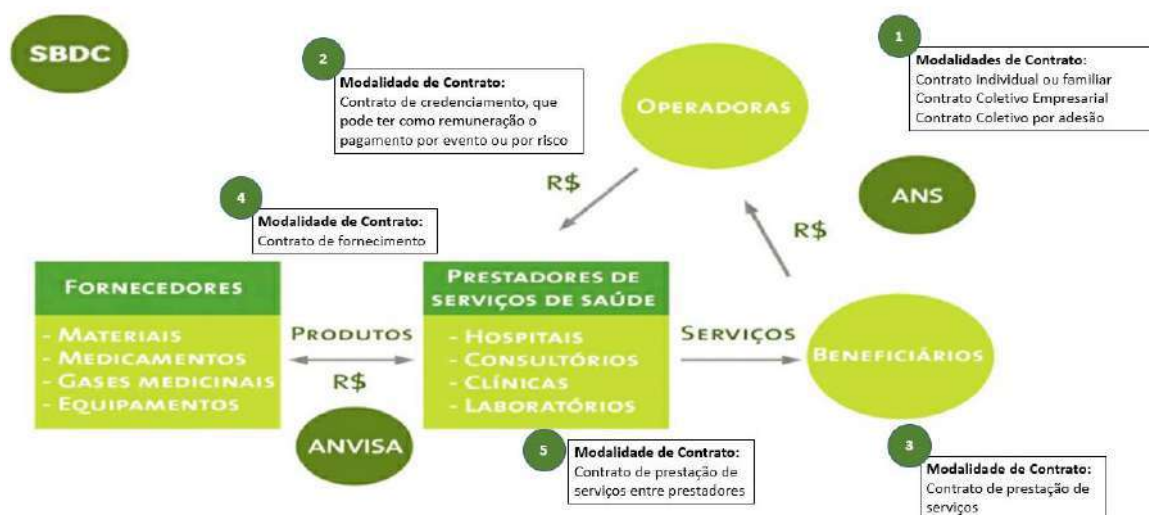 SBDC
1
Modalidades de Contrato:
Contrato individual ou familiar
Contrato Coletivo Empresarial
Contrato Coletivo por adesão
2
Modalidade de Contrato:
Contrato de credenciamento, que
pode ter como remuneração o
pagamento por evento ou por risco
OPERADORAS
ANS
R$
R$
4
Modalidade de Contrato:
Contrato de fornecimento
FORNECEDORES
- MATERIAIS
- MEDICAMENTOS
- GASES MEDICINAIS
- EQUIPAMENTOS
PRODUTOS
R$
ANVISA
PRESTADORES DE
SERVIÇOS DE SAÚDE
- HOSPITAIS
- CONSULTÓRIOS
- CLÍNICAS
- LABORATÓRIOS
SERVIÇOS
BENEFICIÁRIOS
5
Modalidade de Contrato:
Contrato de prestação de
serviços entre prestadores
3
Modalidade de Contrato:
Contrato de prestação de
serviços